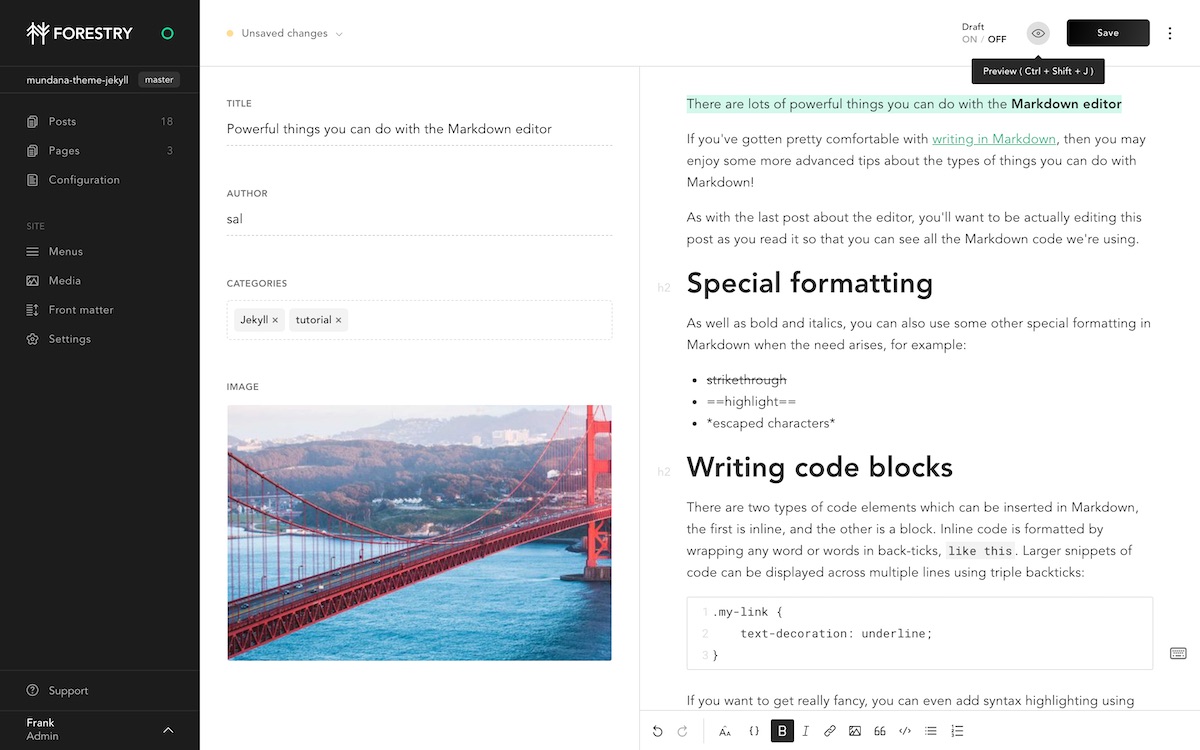 FORESTRY
mundana-theme-jekyll master
Posts 18
Pages 3
Configuration
SITE
Menus
Media
Front matter
Settings
Support
Frank
Admin
Unsaved changes
Draft
ON / OFF
Save
Preview ( Ctrl + Shift + J )
TITLE
Powerful things you can do with the Markdown editor
AUTHOR
sal
CATEGORIES
Jekyll × tutorial ×
IMAGE
There are lots of powerful things you can do with the Markdown editor
If you've gotten pretty comfortable with writing in Markdown, then you may
enjoy some more advanced tips about the types of things you can do with
Markdown!
As with the last post about the editor, you'll want to be actually editing this
post as you read it so that you can see all the Markdown code we're using.
h2 Special formatting
As well as bold and italics, you can also use some other special formatting in
Markdown when the need arises, for example:
• strikethrough
• ==highlight==
• *escaped characters*
h2 Writing code blocks
There are two types of code elements which can be inserted in Markdown,
the first is inline, and the other is a block. Inline code is formatted by
wrapping any word or words in back-ticks, like this. Larger snippets of
code can be displayed across multiple lines using triple backticks:
1 .my-link {
2 text-decoration: underline;
3 }
If you want to get really fancy, you can even add syntax highlighting using